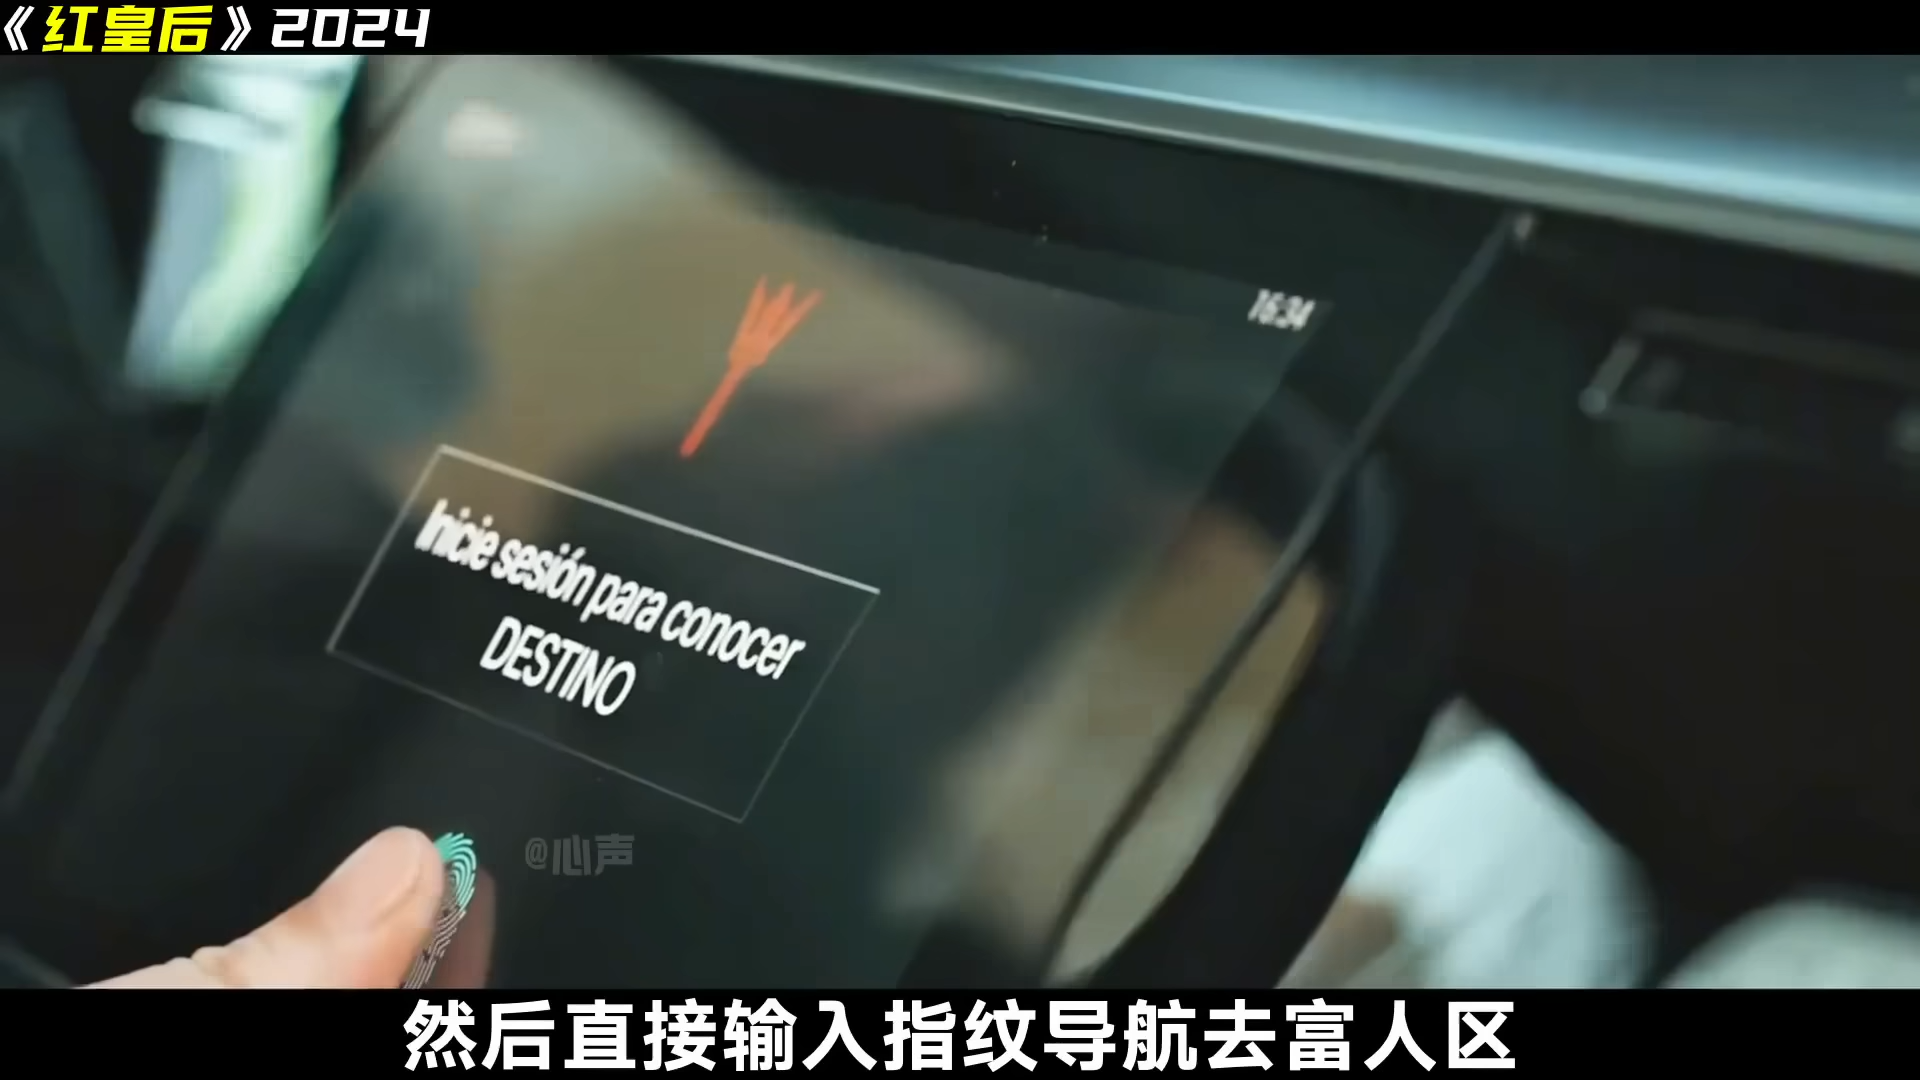 《红皇后》2024
16:34
Inicie sesión para conocer
DESTINO
@心声
然后直接输入指纹导航去富人区